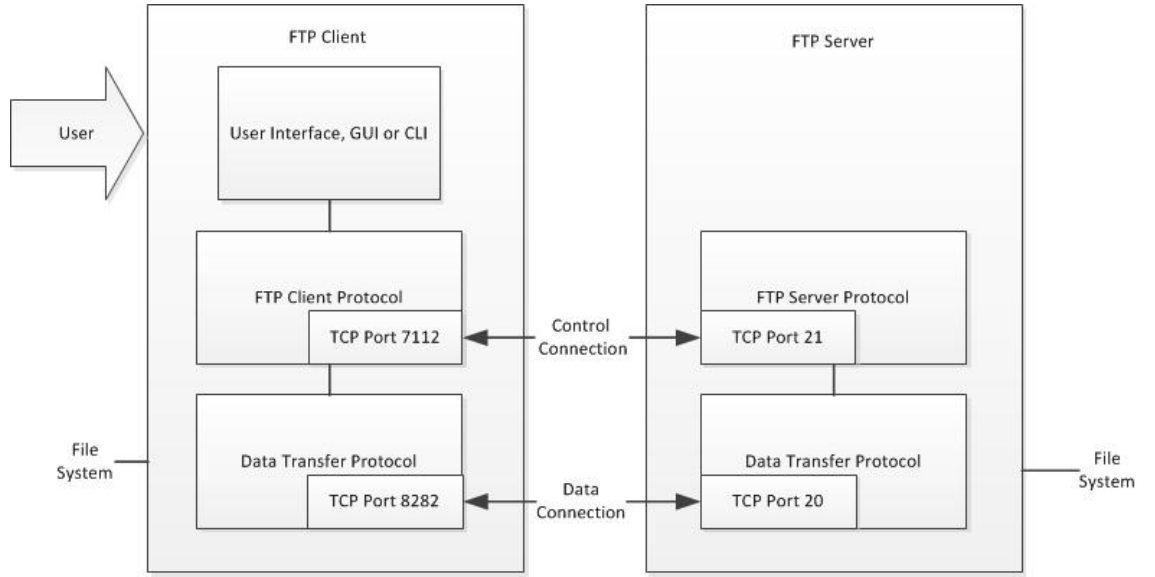 FTP Client
FTP Server
User
User Interface, GUI or CLI
FTP Client Protocol
TCP Port 7112
Control
Connection
FTP Server Protocol
TCP Port 21
File
System
Data Transfer Protocol
TCP Port 8282
Data
Connection
Data Transfer Protocol
TCP Port 20
File
System